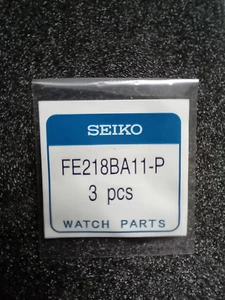 SEIKO
FE218BA11-P
3 pcs
WATCH PARTS